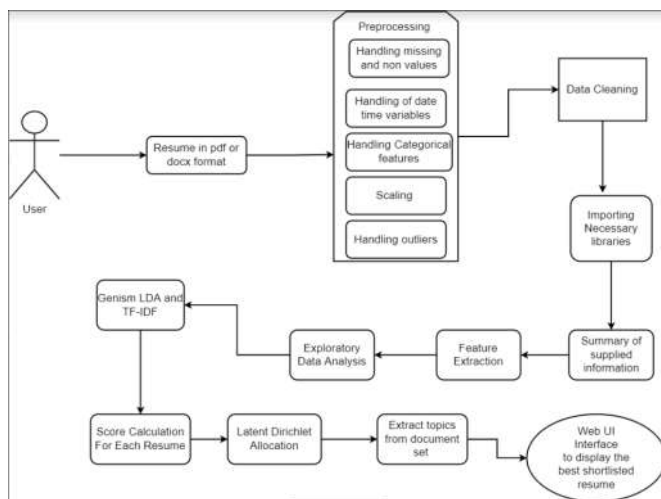 Preprocessing
Handling missing
and non values
Handling of date
time variables
Handling Categorical
features
Scaling
Handling outliers
Data Cleaning
User
Resume in pdf or
docx format
Importing
Necessary
libraries
Genism LDA and
TF-IDF
Exploratory
Data Analysis
Feature
Extraction
Summary of
supplied
information
Score Calculation
For Each Resume
Latent Dirichlet
Allocation
Extract topics
from document
set
Web UI
Interface
to display the
best shortlisted
resume